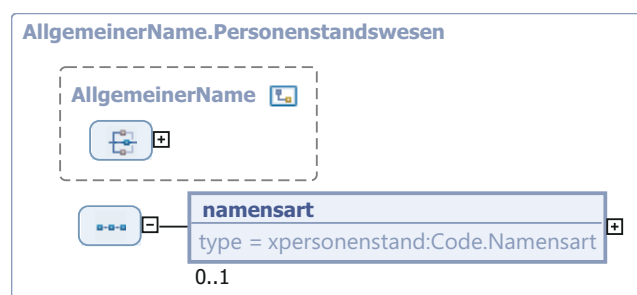 AllgemeinerName.Personenstandswesen
AllgemeinerName
namensart
type = xpersonenstand:Code.Namensart
0..1